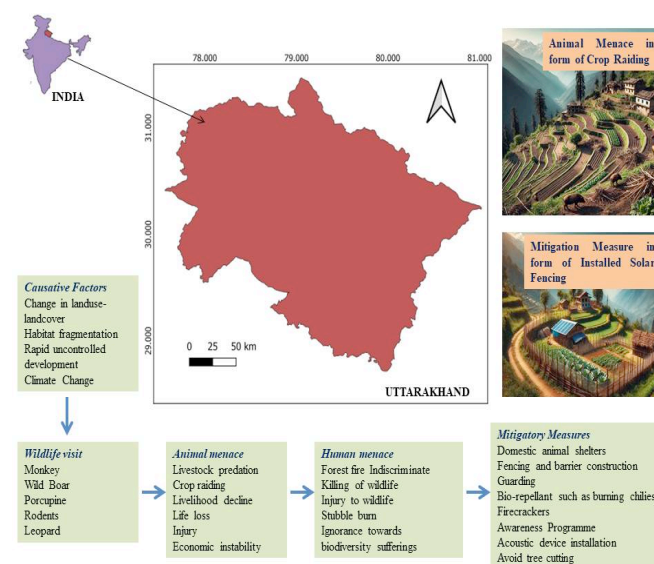 INDIA
78.000
79.000
80.000
81.000
31.000
30.000
29.000
0 25 50 km
UTTARAKHAND
Animal Menace in
form of Crop Raiding
Mitigation Measure in
form of Installed Solar
Fencing
Causative Factors
Change in landuse-
landcover
Habitat fragmentation
Rapid uncontrolled
development
Climate Change
Wildlife visit
Monkey
Wild Boar
Porcupine
Rodents
Leopard
Animal menace
Livestock predation
Crop raiding
Livelihood decline
Life loss
Injury
Economic instability
Human menace
Forest fire Indiscriminate
Killing of wildlife
Injury to wildlife
Stubble burn
Ignorance towards
biodiversity sufferings
Mitigatory Measures
Domestic animal shelters
Fencing and barrier construction
Guarding
Bio-repellant such as burning chilies
Firecrackers
Awareness Programme
Acoustic device installation
Avoid tree cutting